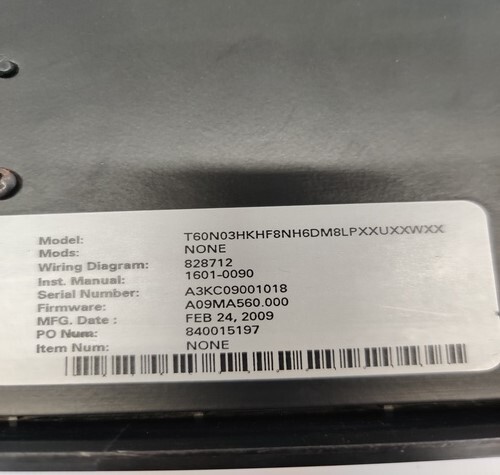 Model: T60N03HKHF8NH6DM8LPXXUXXWXX
Mods: NONE
Wiring Diagram: 828712
Inst. Manual: 1601-0090
Serial Number: A3KC09001018
Firmware: A09MA560.000
MFG. Date : FEB 24, 2009
PO Num: 840015197
Item Num: NONE